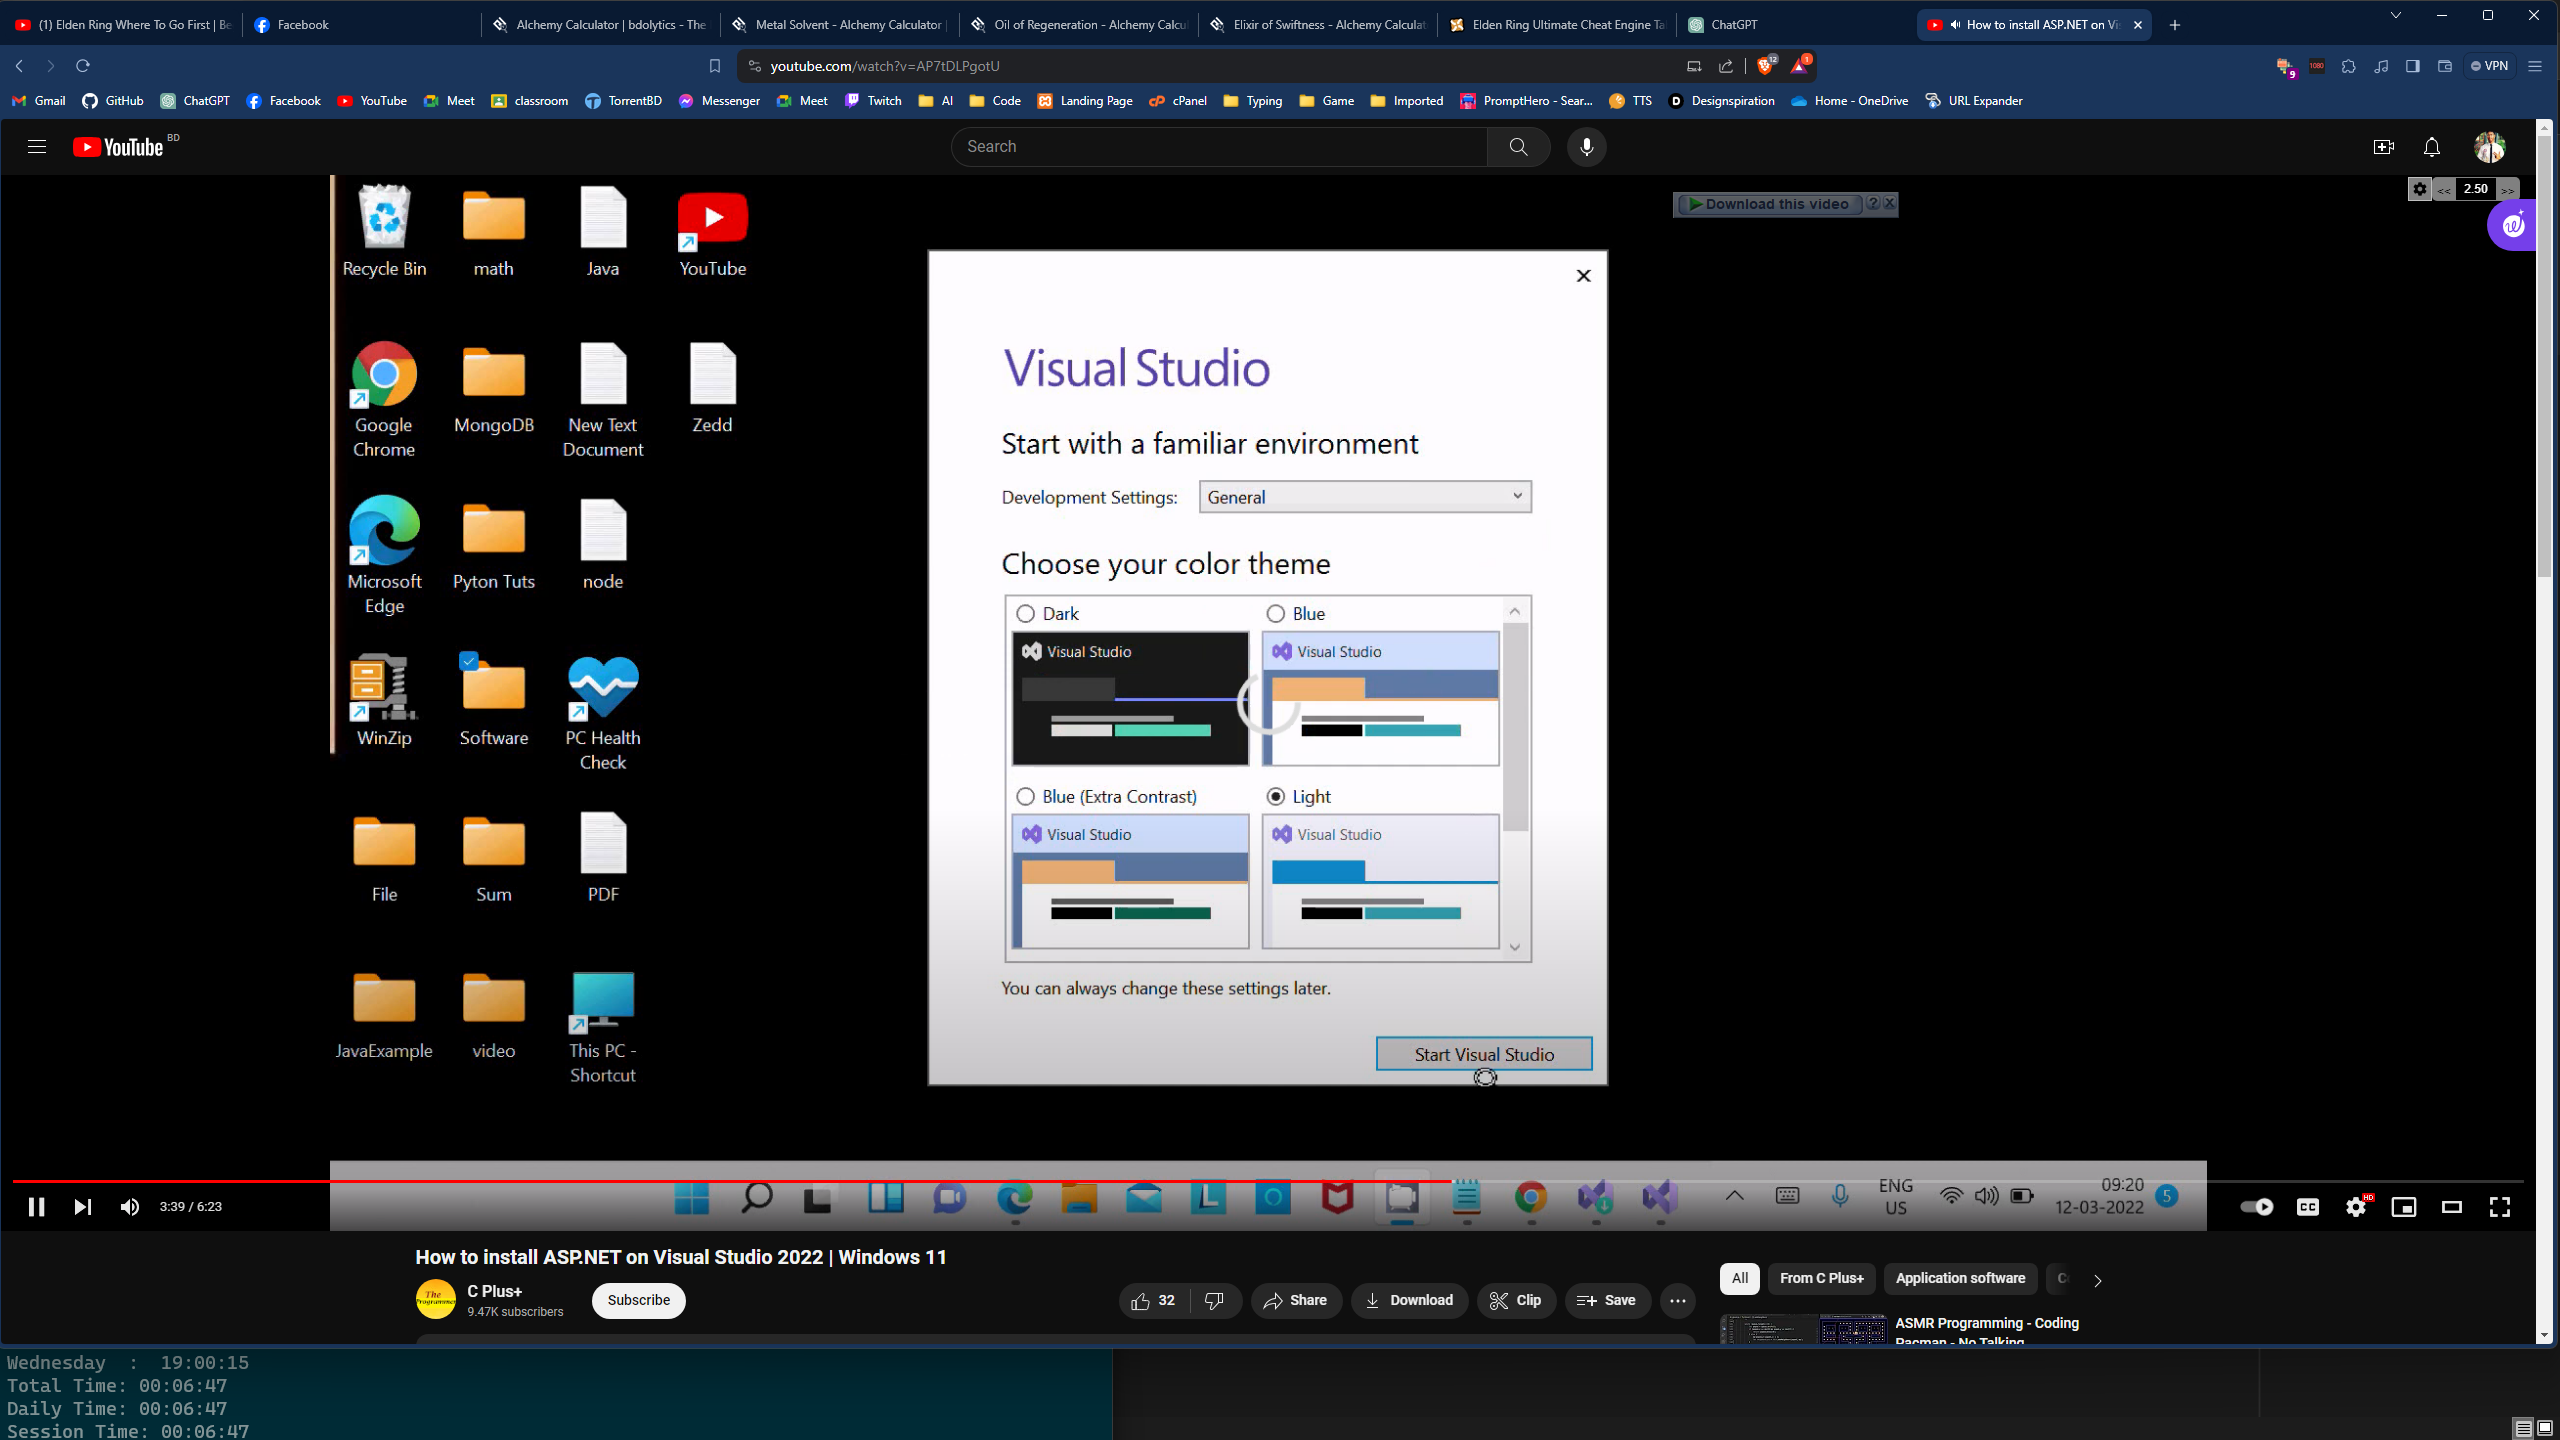 (1) Elden Ring Where To Go First | Be
Facebook
Alchemy Calculator | bdolytics - The
Metal Solvent - Alchemy Calculator |
Oil of Regeneration - Alchemy Calcu
Elixir of Swiftness - Alchemy Calculat
Elden Ring Ultimate Cheat Engine Ta
ChatGPT
How to install ASP.NET on Vis
youtube.com/watch?v=AP7tDLPgotU
12
1
9
1080
VPN
Gmail
GitHub
ChatGPT
Facebook
YouTube
Meet
classroom
TorrentBD
Messenger
Meet
Twitch
AI
Code
Landing Page
cPanel
Typing
Game
Imported
PromptHero - Sear...
TTS
Designspiration
Home - OneDrive
URL Expander
YouTube BD
Search
<< 2.50 >>
Download this video ? X
Recycle Bin
math
Java
YouTube
Google
Chrome
MongoDB
New Text
Document
Zedd
Microsoft
Edge
Pyton Tuts
node
WinZip
Software
PC Health
Check
File
Sum
PDF
JavaExample
video
This PC -
Shortcut
Visual Studio
Start with a familiar environment
Development Settings: General
Choose your color theme
Dark
Blue
Visual Studio
Visual Studio
Blue (Extra Contrast)
Light
Visual Studio
Visual Studio
You can always change these settings later.
Start Visual Studio
3:39 / 6:23
L
ENG
US
09:20
12-03-2022
5
CC
HD
How to install ASP.NET on Visual Studio 2022 | Windows 11
The
Programmer
C Plus+
9.47K subscribers
Subscribe
32
Share
Download
Clip
Save
All
From C Plus+
Application software
ASMR Programming - Coding
Pacman - No Talking
Wednesday : 19:00:15
Total Time: 00:06:47
Daily Time: 00:06:47
Session Time: 00:06:47